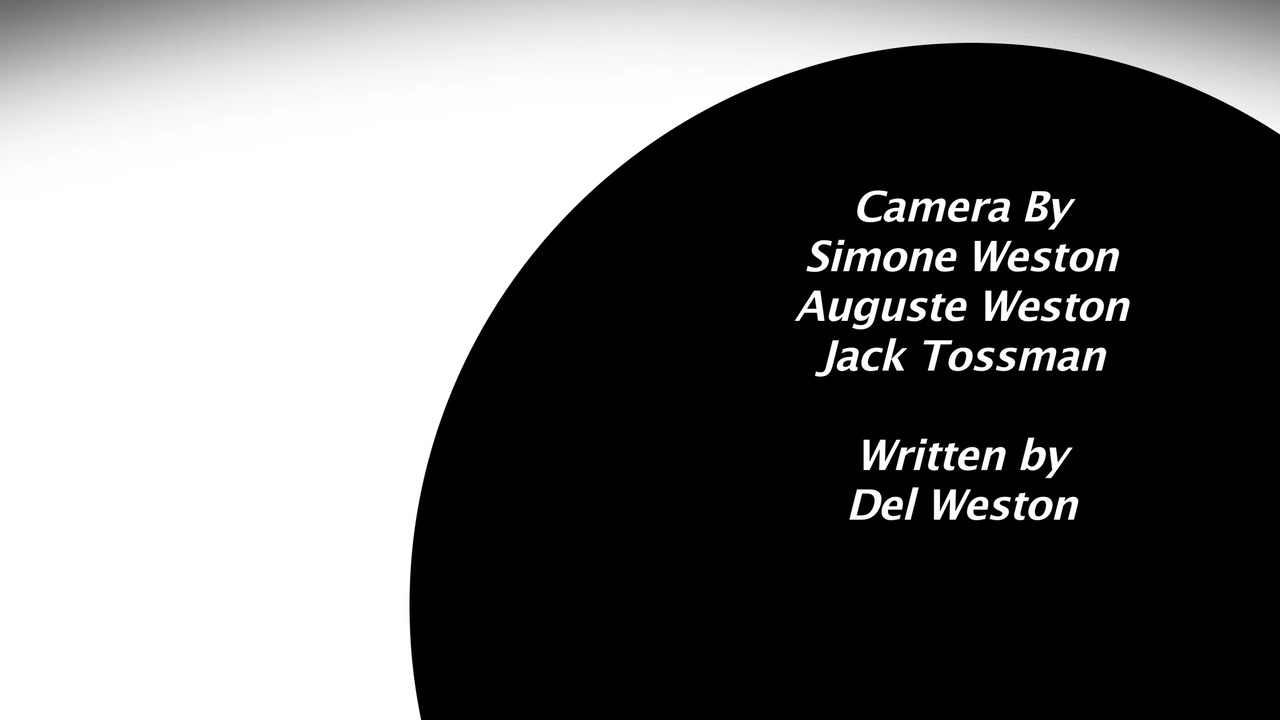 Camera By
Simone Weston
Auguste Weston
Jack Tossman
Written by
Del Weston